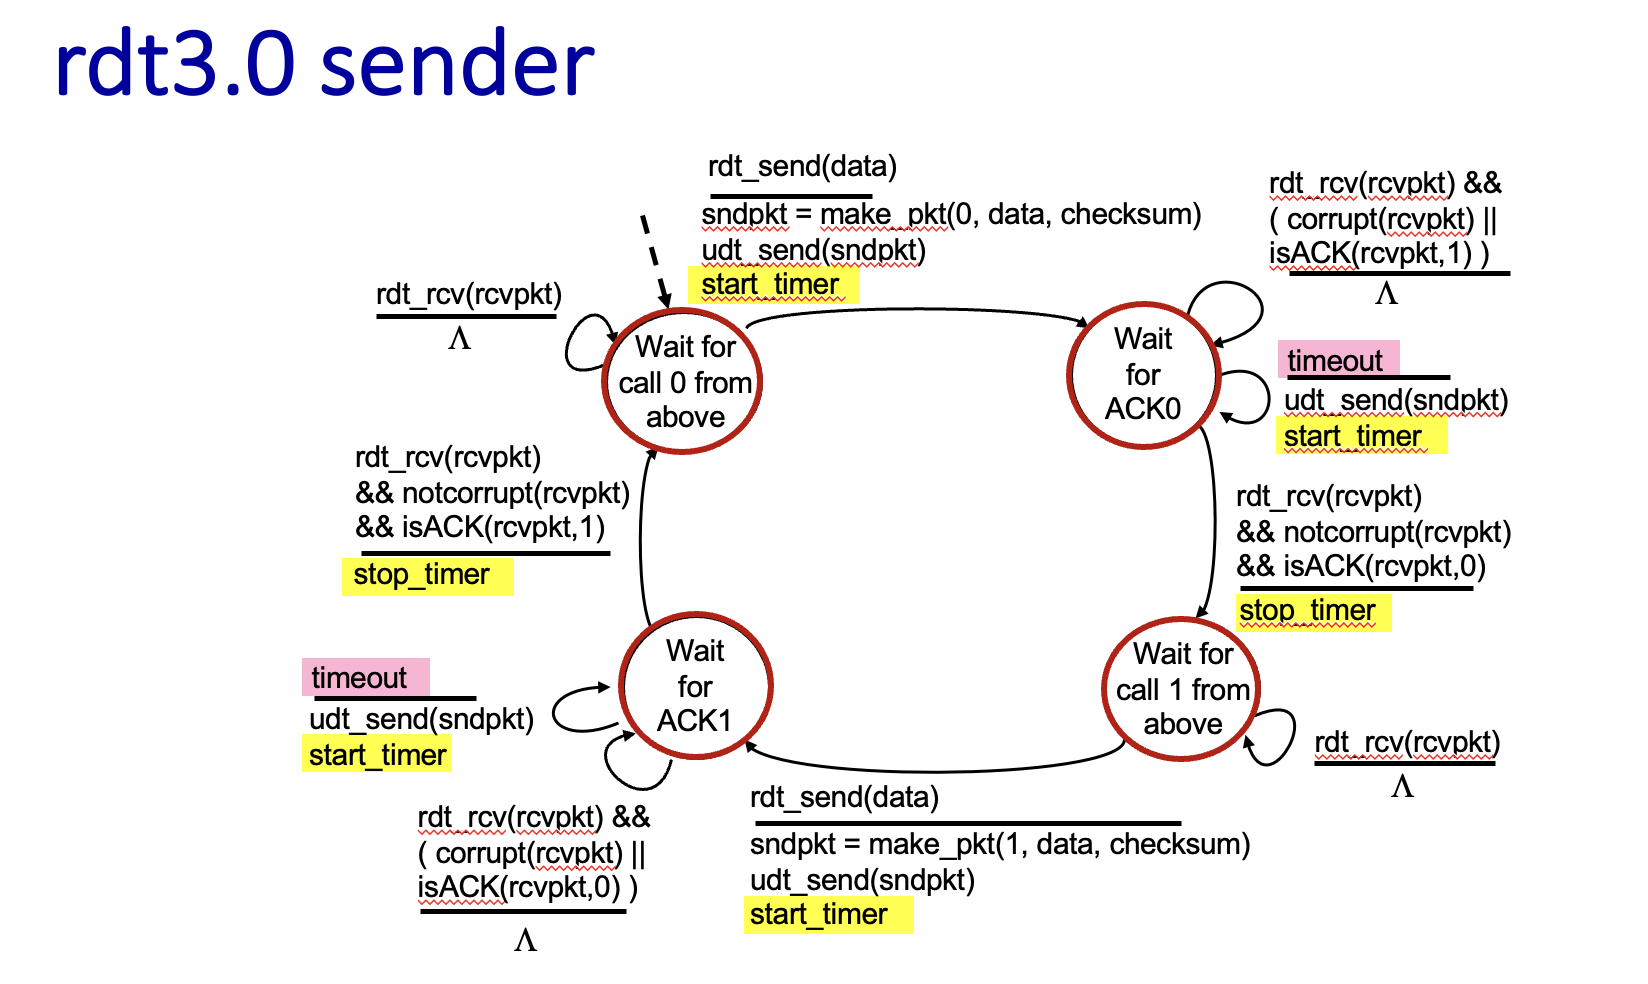 rdt3.0 sender
rdt_send(data)
sndpkt = make_pkt(0, data, checksum)
udt_send(sndpkt)
start_timer
rdt_rcv(rcvpkt) &&
( corrupt(rcvpkt) ||
isACK(rcvpkt,1) )
Λ
rdt_rcv(rcvpkt)
Λ
Wait for
call 0 from
above
Wait
for
ACK0
timeout
udt_send(sndpkt)
start_timer
rdt_rcv(rcvpkt)
&& notcorrupt(rcvpkt)
&& isACK(rcvpkt,1)
stop_timer
rdt_rcv(rcvpkt)
&& notcorrupt(rcvpkt)
&& isACK(rcvpkt,0)
stop_timer
Wait
for
ACK1
Wait for
call 1 from
above
timeout
udt_send(sndpkt)
start_timer
rdt_rcv(rcvpkt)
Λ
rdt_rcv(rcvpkt) &&
( corrupt(rcvpkt) ||
isACK(rcvpkt,0) )
Λ
rdt_send(data)
sndpkt = make_pkt(1, data, checksum)
udt_send(sndpkt)
start_timer